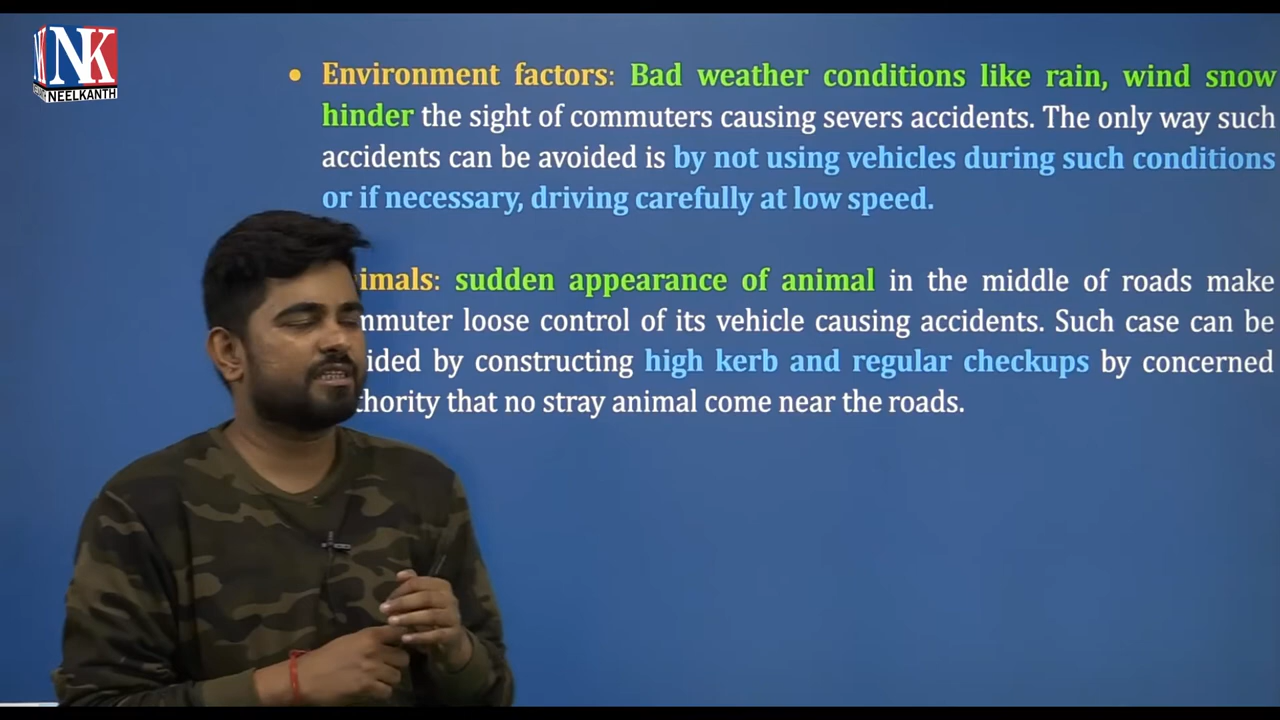 NK
NEELKANTH
• Environment factors: Bad weather conditions like rain, wind snow
hinder the sight of commuters causing severs accidents. The only way such
accidents can be avoided is by not using vehicles during such conditions
or if necessary, driving carefully at low speed.
imals: sudden appearance of animal in the middle of roads make
mmuter loose control of its vehicle causing accidents. Such case can be
ided by constructing high kerb and regular checkups by concerned
thority that no stray animal come near the roads.